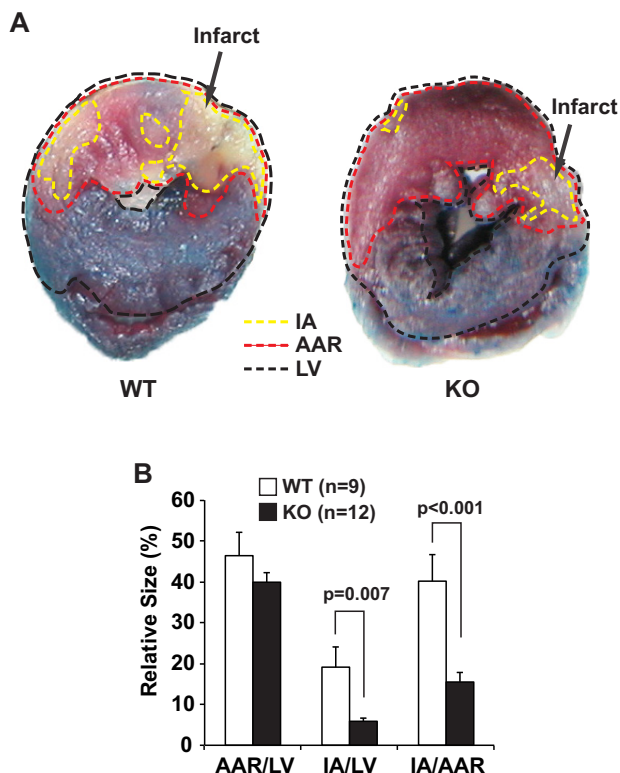 A
Infarct
Infarct
IA
AAR
LV
WT
KO
B
WT (n=9)
KO (n=12)
p<0.001
p=0.007
Relative Size (%)
60
50
40
30
20
10
0
AAR/LV
IA/LV
IA/AAR